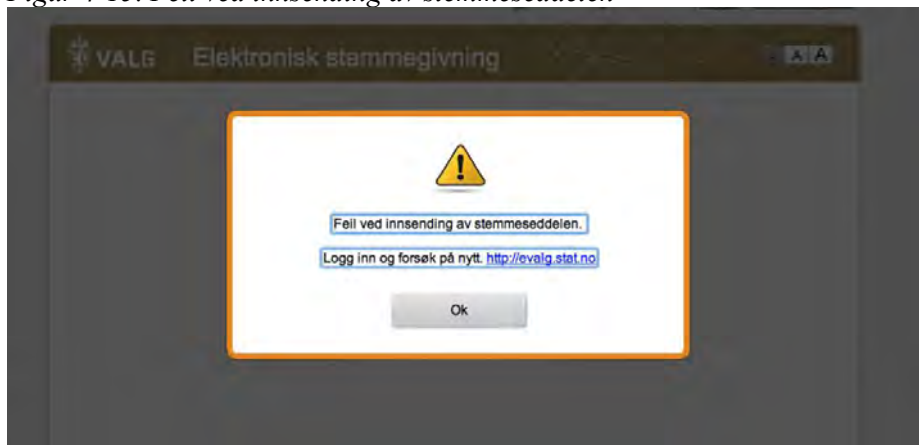 VALG Elektronisk stemmegivning A A
Feil ved innsending av stemmeseddelen.
Logg inn og forsøk på nytt. http://evalg.stat.no
Ok